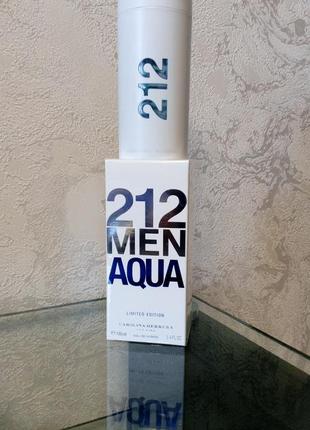 212
212
MEN
AQUA
LIMITED EDITION
CAROLINA HERRERA